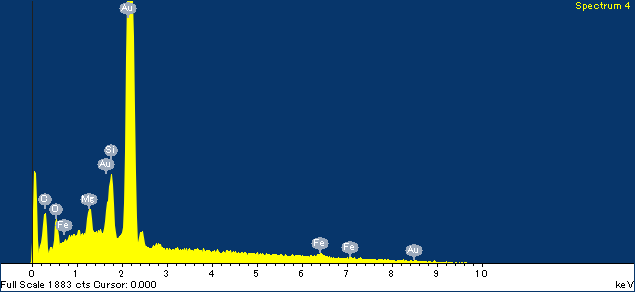 Spectrum 4
Au
Si
Au
C
O
Mg
Fe
Fe
Fe
Au
0 1 2 3 4 5 6 7 8 9 10
Full Scale 1883 cts Cursor: 0.000 keV